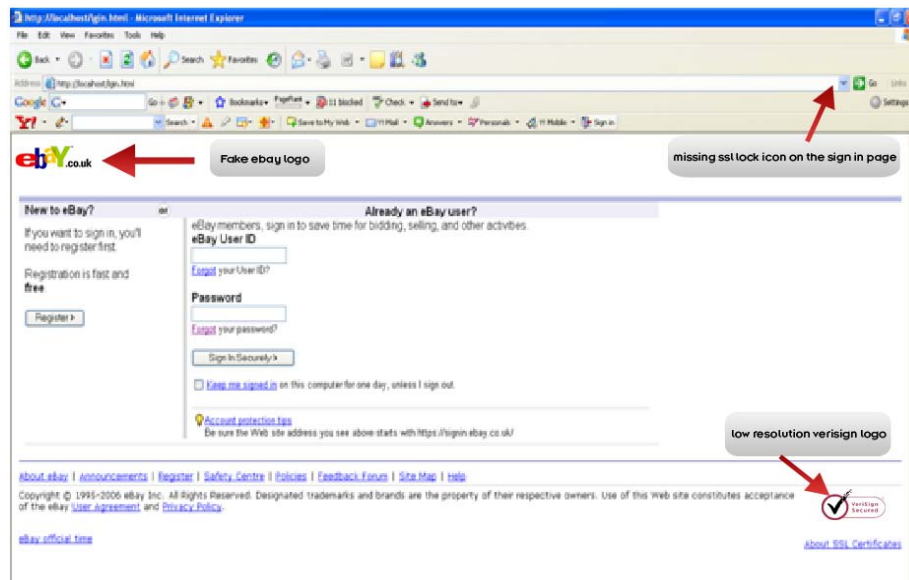 http://localhost/lgin.html - Microsoft Internet Explorer
File Edit View Favorites Tools Help
Back Search Favorites
Address http://localhost/lgin.html Go Links
Google G Go Bookmarks PageRank 11 blocked Check Send to Settings
Y! Search Save to My Web Mail Answers Personals Mobile Sign in
ebaY.co.uk
Fake ebay logo
missing ssl lock icon on the sign in page
New to eBay? or Already an eBay user?
If you want to sign in, you'll
need to register first.
Registration is fast and
free
Register >
eBay members, sign in to save time for bidding, selling, and other activities.
eBay User ID
Forgot your User ID?
Password
Forgot your password?
Sign In Securely >
Keep me signed in on this computer for one day, unless I sign out.
Account protection tips
Be sure the Web site address you see above starts with https://signin.ebay.co.uk/
low resolution verisign logo
About eBay | Announcements | Register | Safety Centre | Policies | Feedback Forum | Site Map | Help
Copyright © 1995-2006 eBay Inc. All Rights Reserved. Designated trademarks and brands are the property of their respective owners. Use of this Web site constitutes acceptance
of the eBay User Agreement and Privacy Policy.
VeriSign
Secured
eBay official time
About SSL Certificates